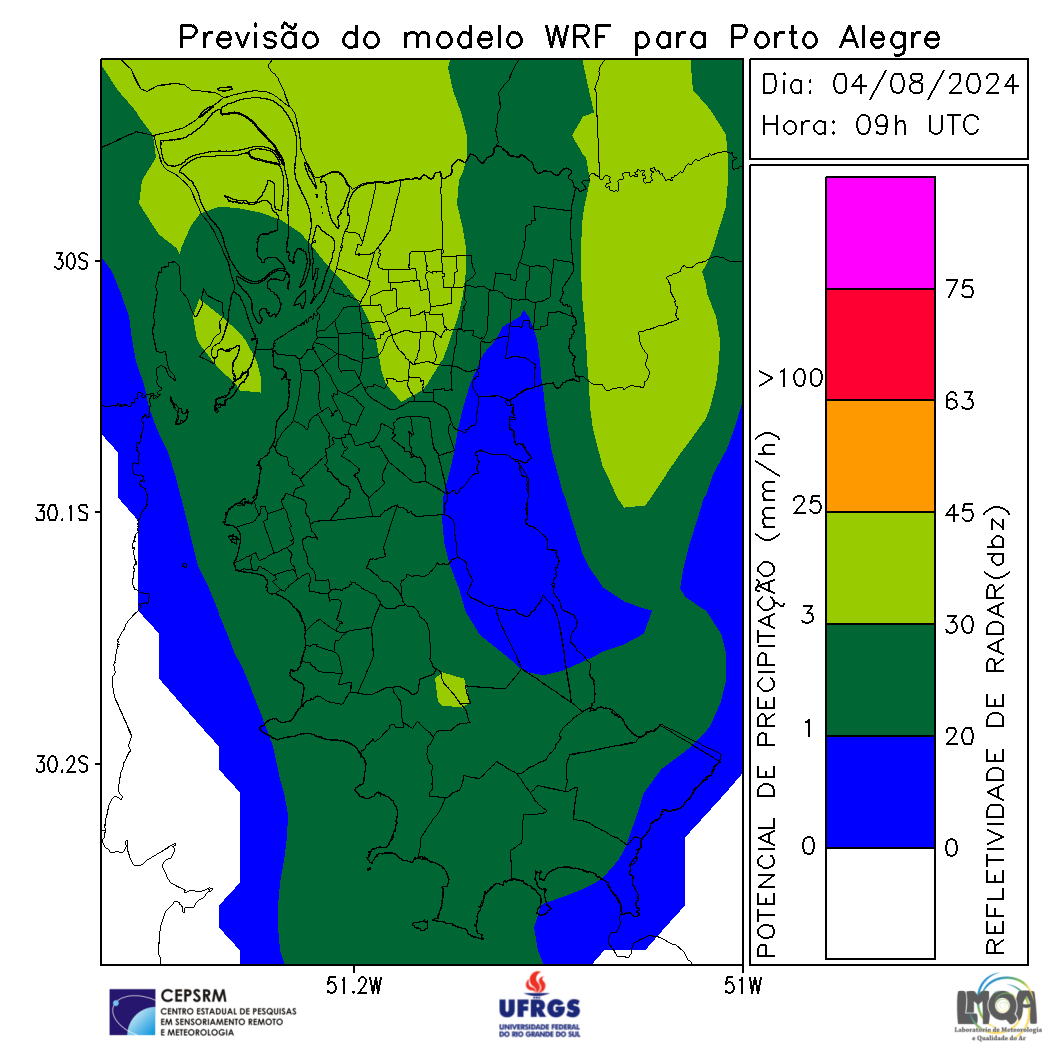 Previsão do modelo WRF para Porto Alegre
Dia: 04/08/2024
Hora: 09h UTC
30S
30.1S
30.2S
51.2W
51W
POTENCIAL DE PRECIPITAÇÃO (mm/h)
>100
25
3
1
0
75
63
45
30
20
0
REFLETIVIDADE DE RADAR(dbz)
CEPSRM
CENTRO ESTADUAL DE PESQUISAS
EM SENSORIAMENTO REMOTO
E METEOROLOGIA
UFRGS
UNIVERSIDADE FEDERAL
DO RIO GRANDE DO SUL
LMQA
Laboratório de Meteorologia
e Qualidade do Ar